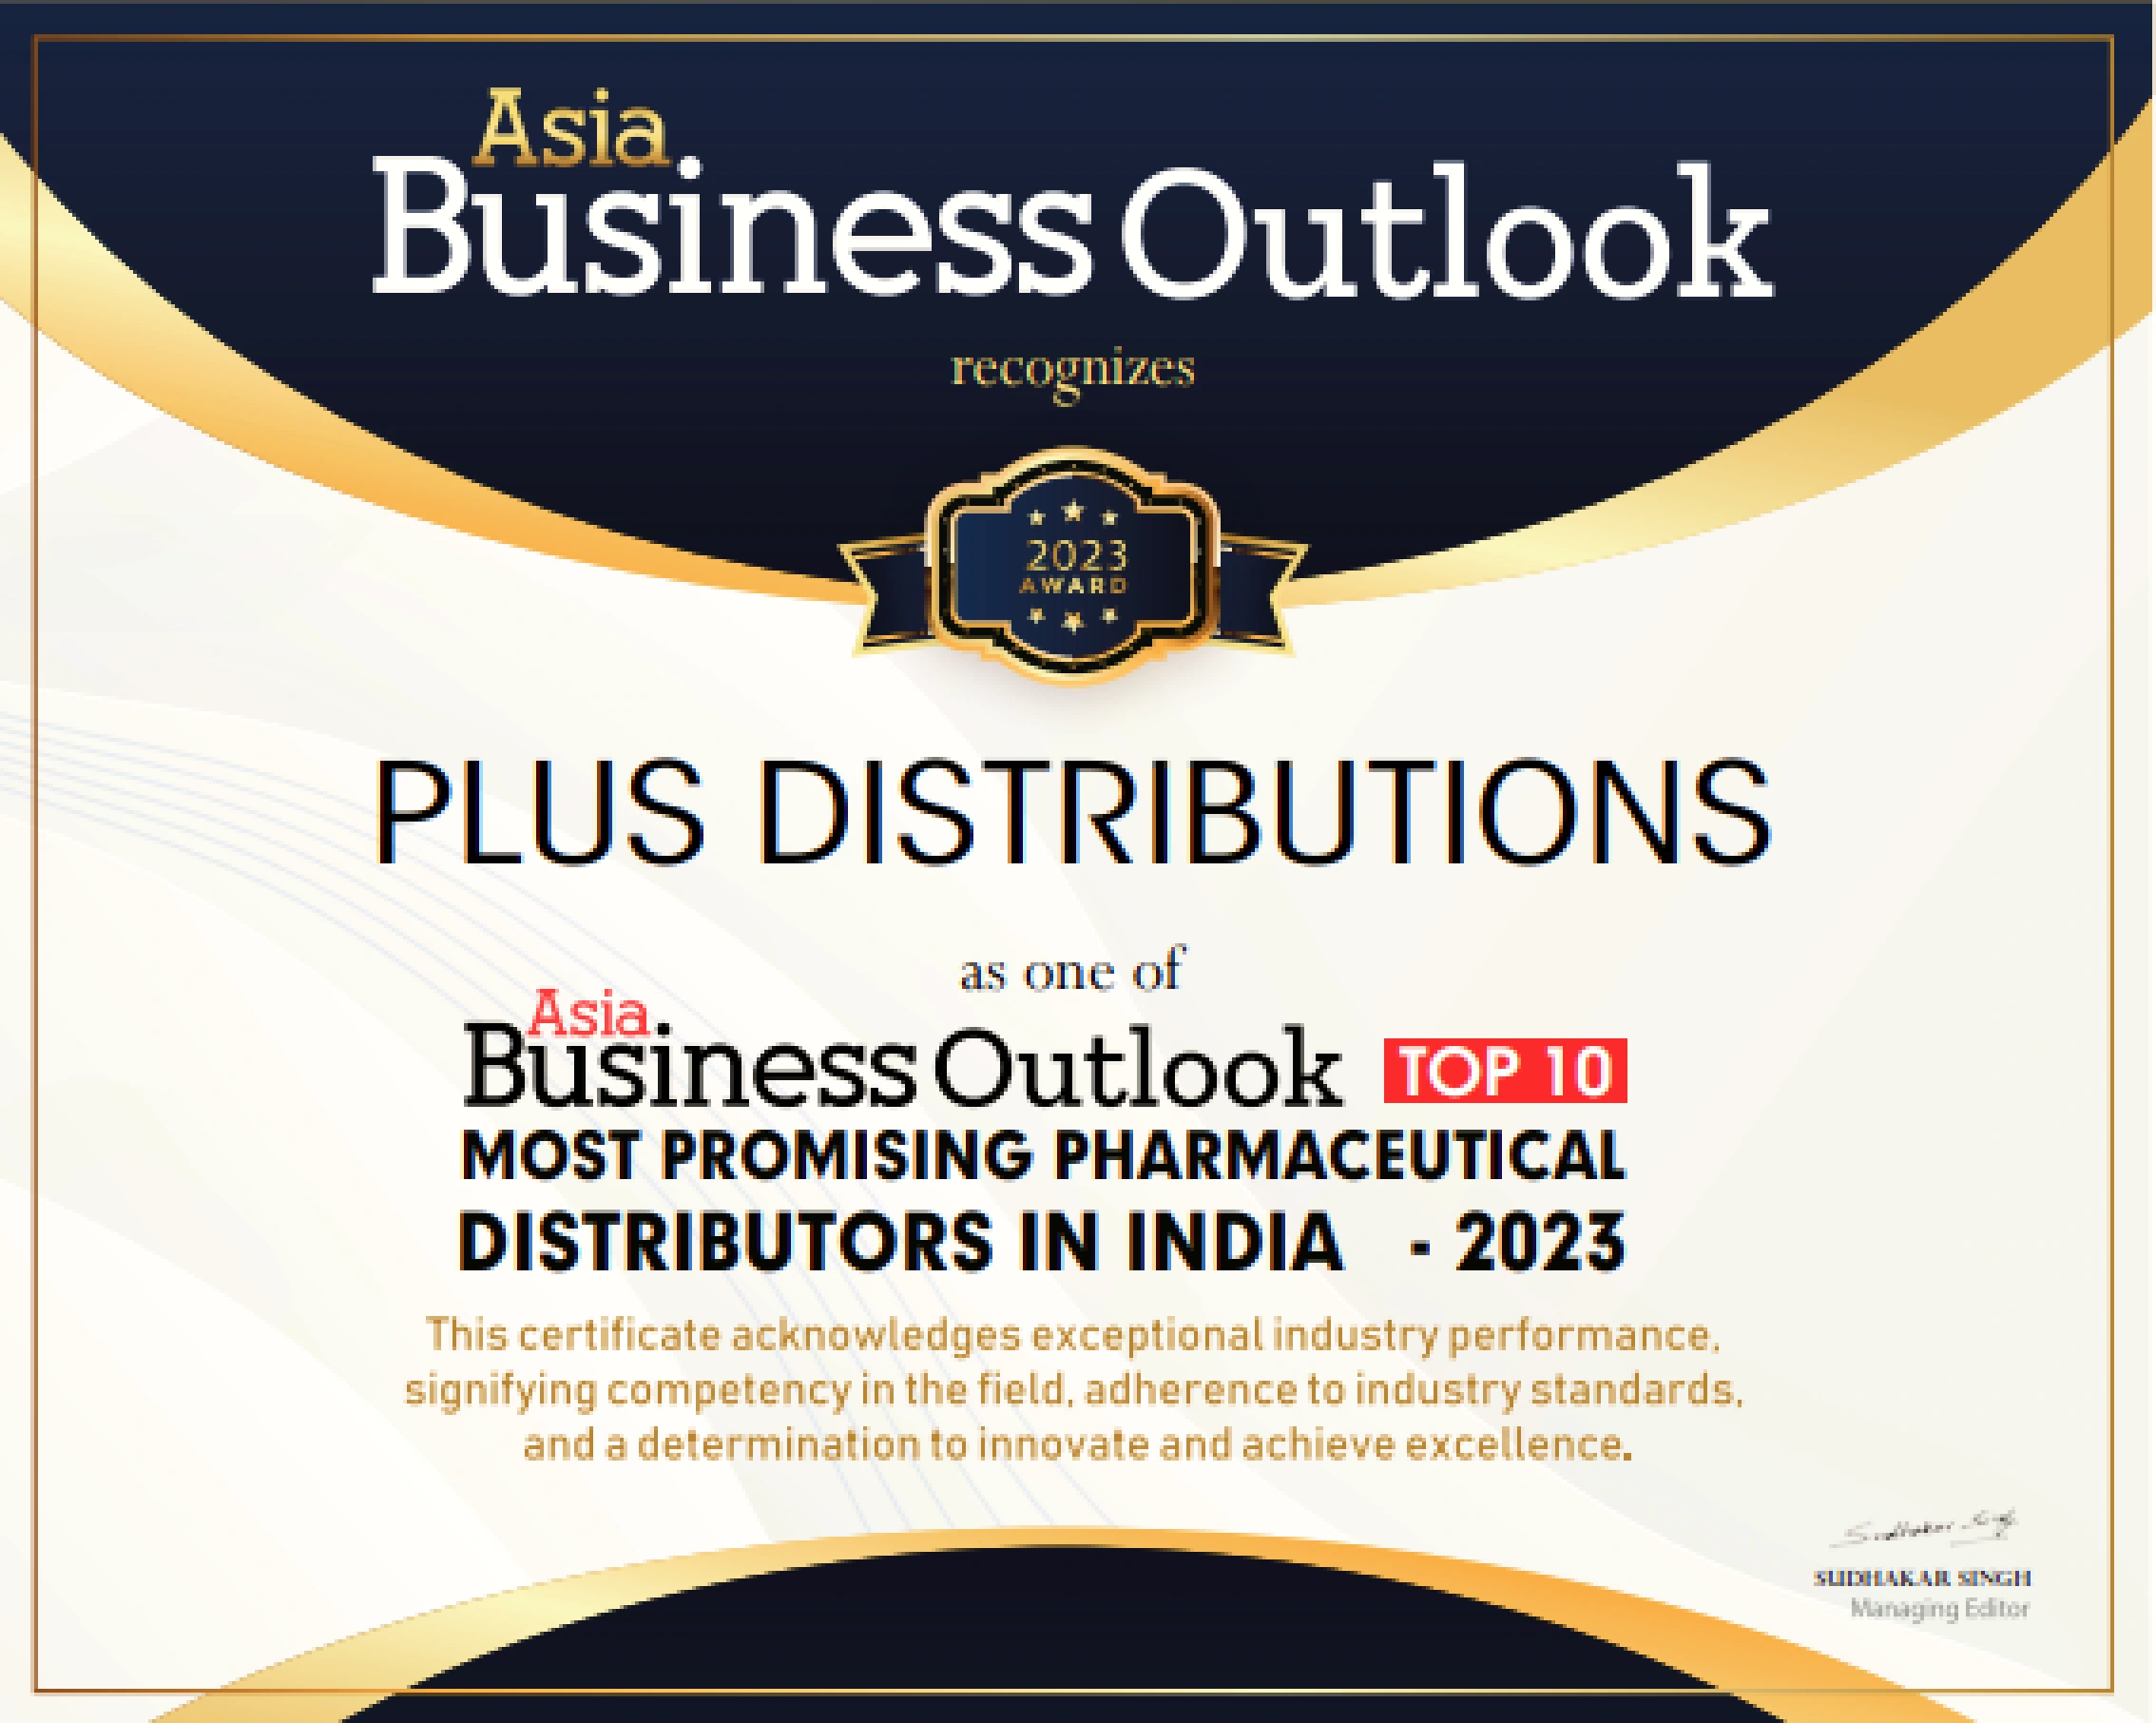 Asia
Business Outlook
recognizes
2023
AWARD
PLUS DISTRIBUTIONS
as one of
Asia
Business Outlook TOP 10
MOST PROMISING PHARMACEUTICAL
DISTRIBUTORS IN INDIA - 2023
This certificate acknowledges exceptional industry performance,
signifying competency in the field, adherence to industry standards,
and a determination to innovate and achieve excellence.
Sudhakar Singh
SUDHAKAR SINGH
Managing Editor